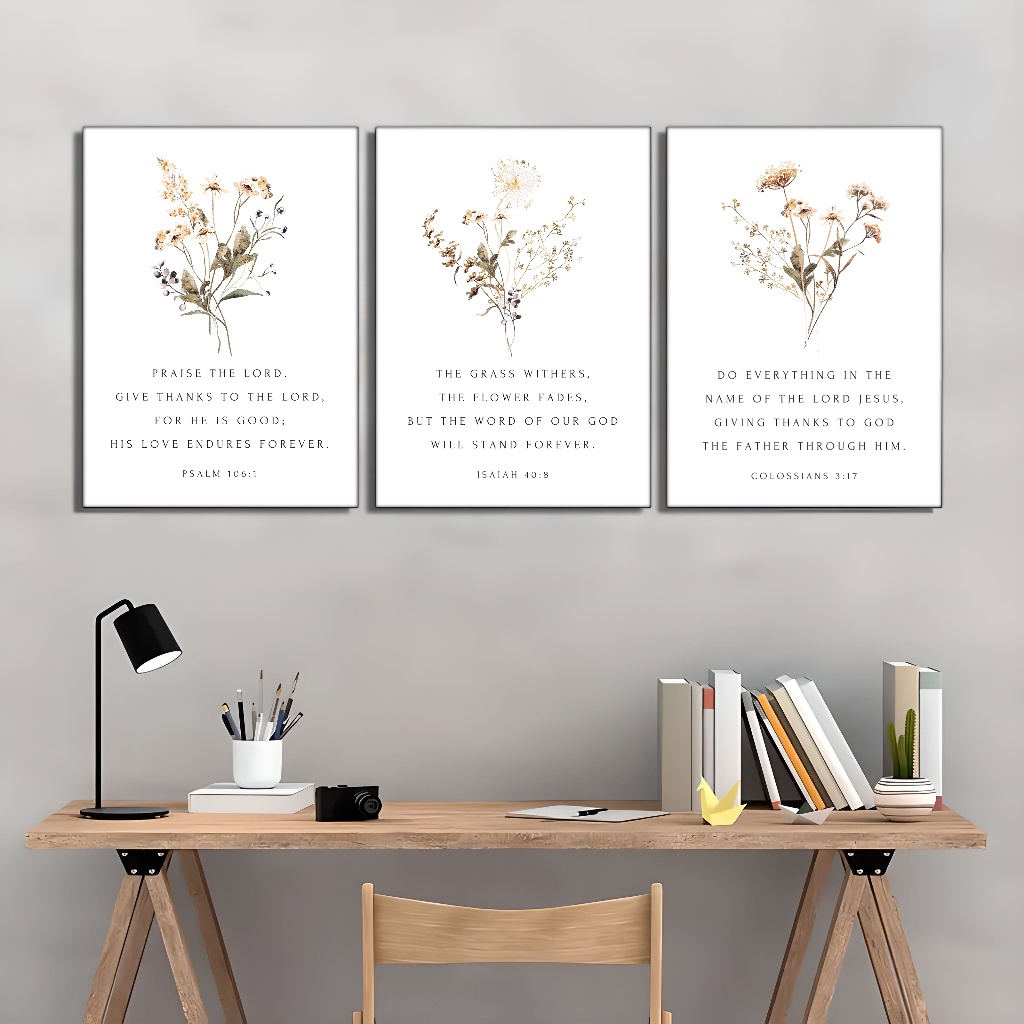 PRAISE THE LORD.
GIVE THANKS TO THE LORD,
FOR HE IS GOOD;
HIS LOVE ENDURES FOREVER.
PSALM 106:1
THE GRASS WITHERS,
THE FLOWER FADES,
BUT THE WORD OF OUR GOD
WILL STAND FOREVER.
ISAIAH 40:8
DO EVERYTHING IN THE
NAME OF THE LORD JESUS,
GIVING THANKS TO GOD
THE FATHER THROUGH HIM.
COLOSSIANS 3:17